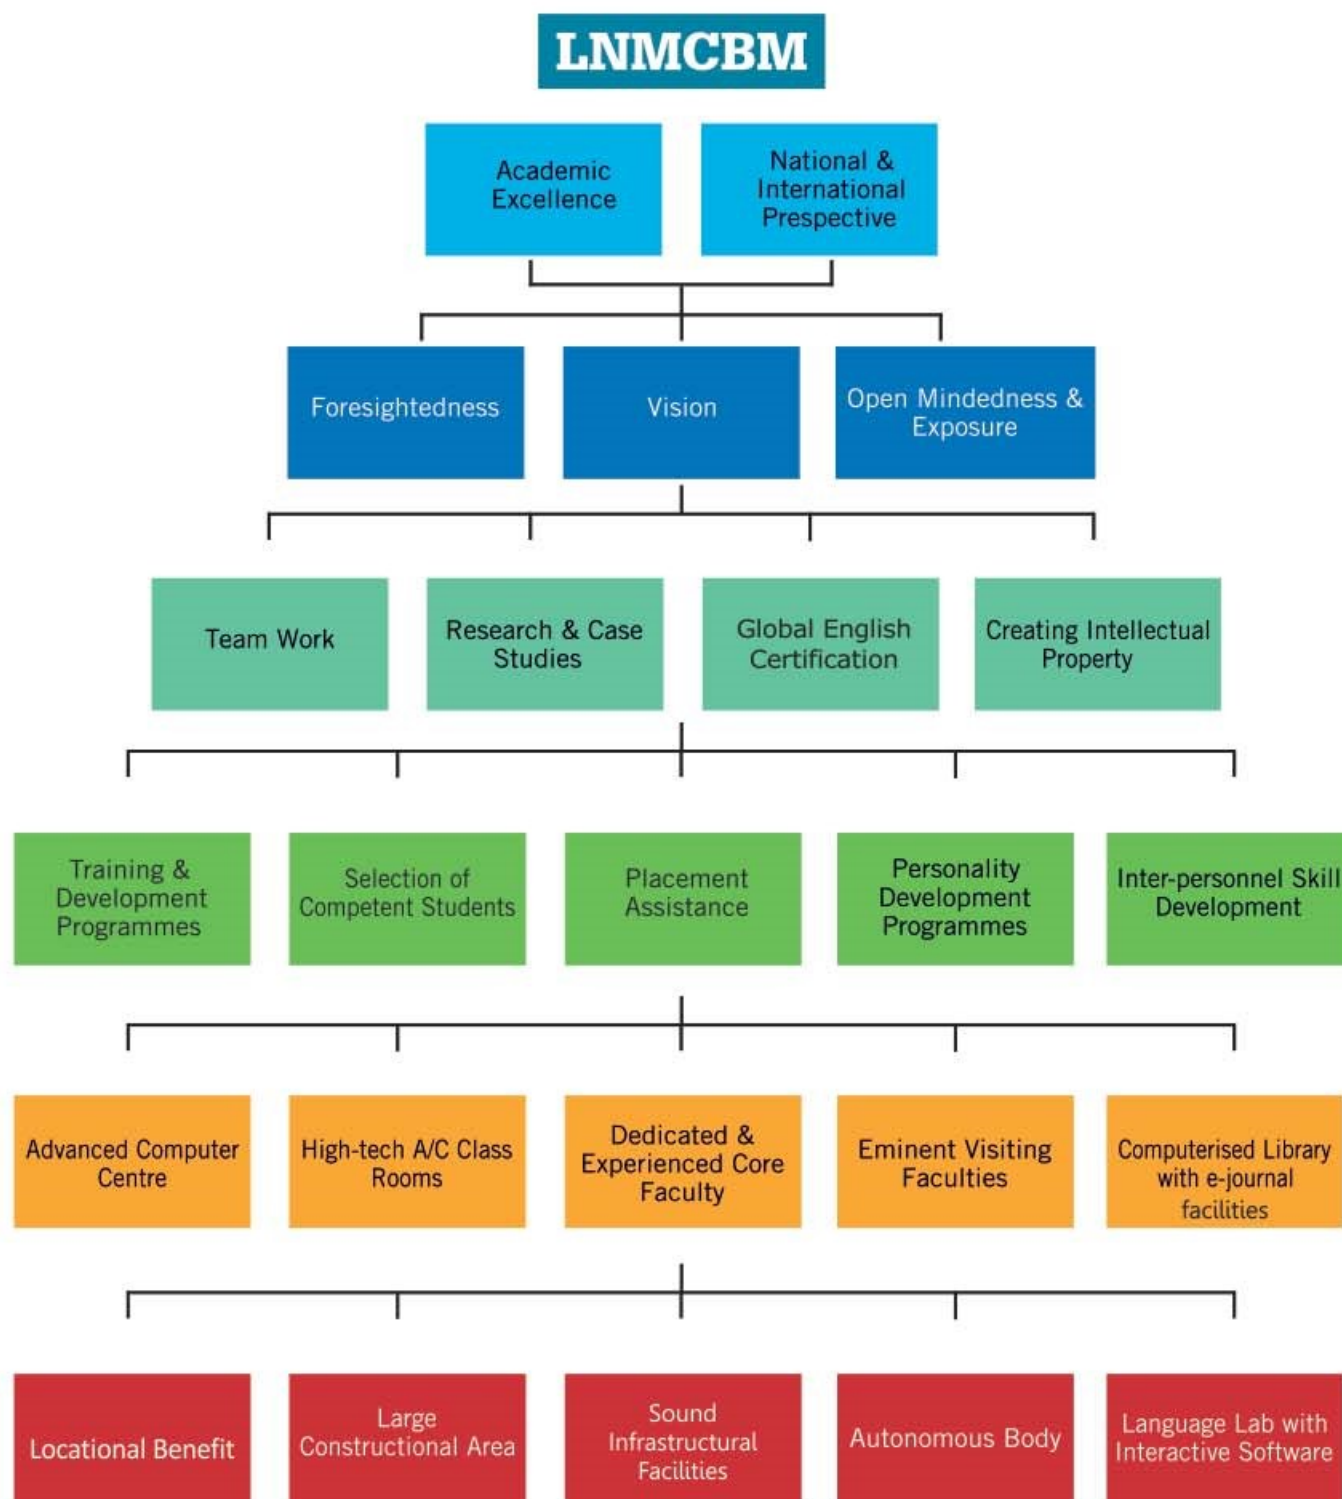 LNMCBM
Academic
Excellence
National &
International
Prespective
Foresightedness
Vision
Open Mindedness &
Exposure
Team Work
Research & Case
Studies
Global English
Certification
Creating Intellectual
Property
Training &
Development
Programmes
Selection of
Competent Students
Placement
Assistance
Personality
Development
Programmes
Inter-personnel Skill
Development
Advanced Computer
Centre
High-tech A/C Class
Rooms
Dedicated &
Experienced Core
Faculty
Eminent Visiting
Faculties
Computerised Library
with e-journal
facilities
Locational Benefit
Large
Constructional Area
Sound
Infrastructural
Facilities
Autonomous Body
Language Lab with
Interactive Software